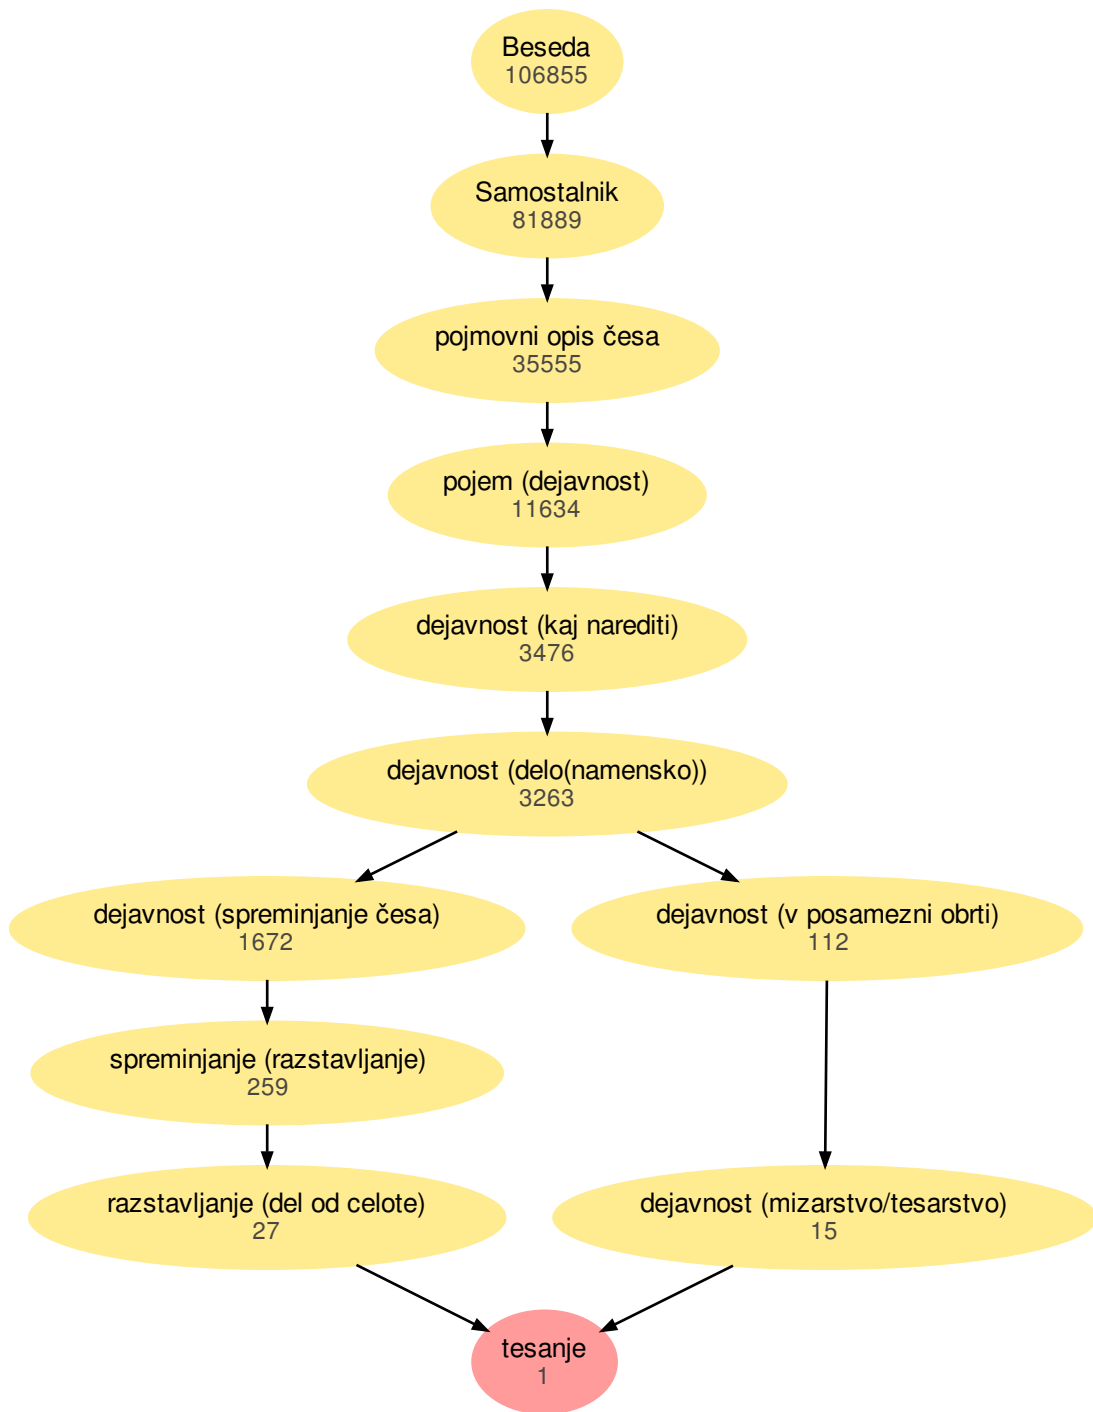 Beseda
106855
Samostalnik
81889
pojmovni opis česa
35555
pojem (dejavnost)
11634
dejavnost (kaj narediti)
3476
dejavnost (delo(namensko))
3263
dejavnost (spreminjanje česa)
1672
dejavnost (v posamezni obrti)
112
spreminjanje (razstavljanje)
259
razstavljanje (del od celote)
27
dejavnost (mizarstvo/tesarstvo)
15
tesanje
1